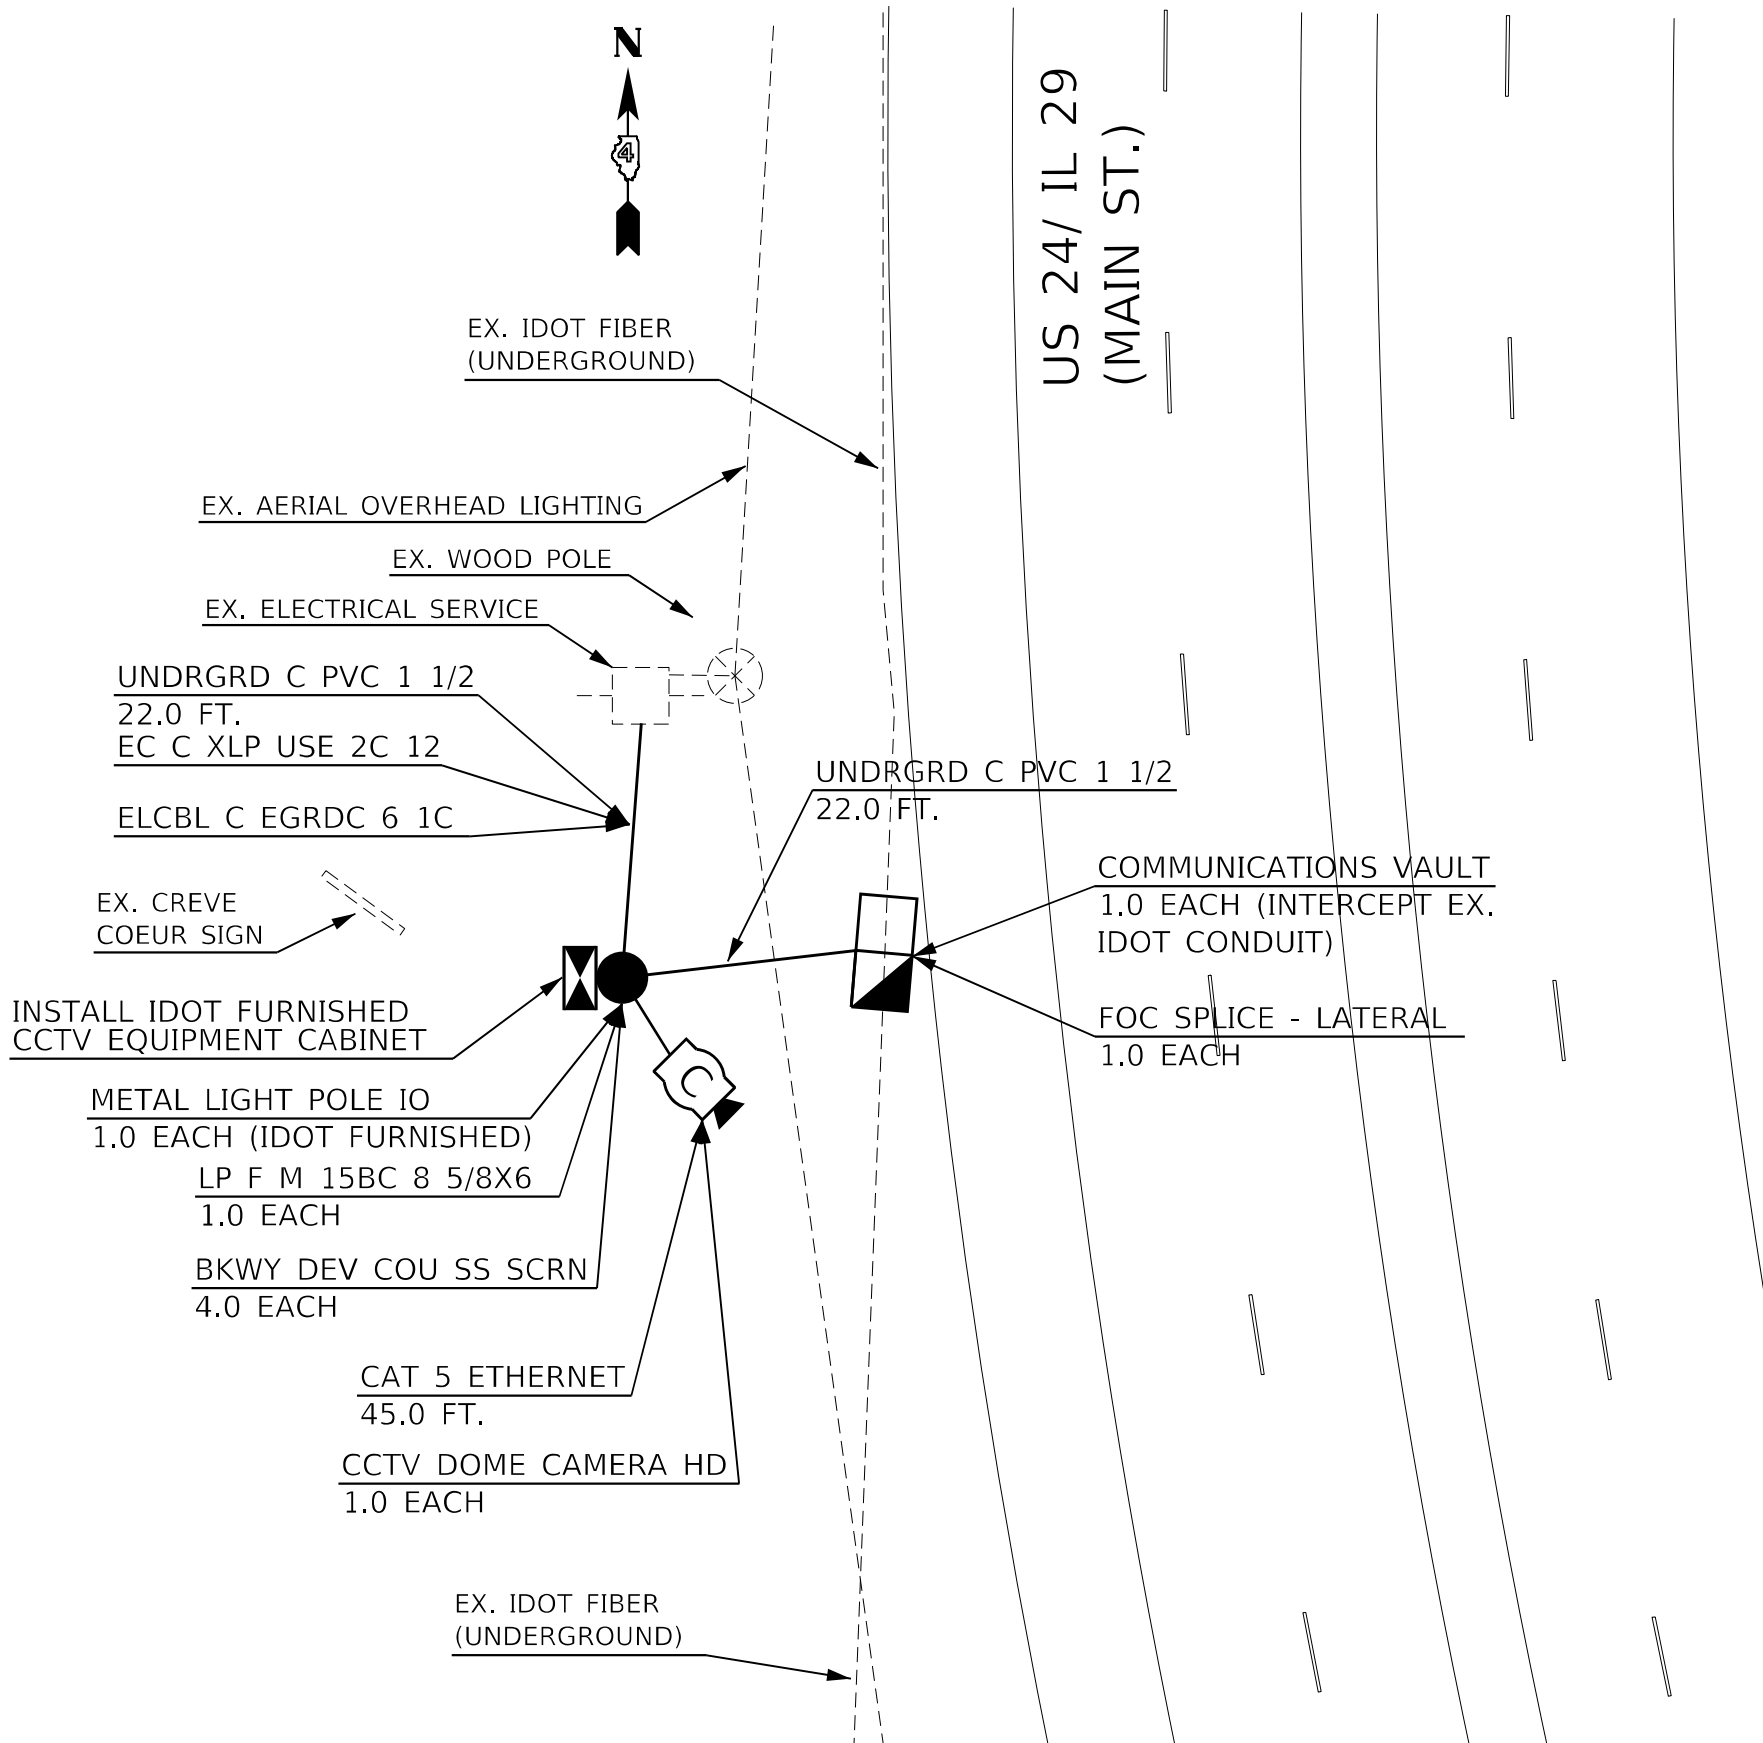 N
4
US 24/ IL 29
(MAIN ST.)
EX. IDOT FIBER
(UNDERGROUND)
EX. AERIAL OVERHEAD LIGHTING
EX. WOOD POLE
EX. ELECTRICAL SERVICE
UNDRGRD C PVC 1 1/2
22.0 FT.
EC C XLP USE 2C 12
ELCBL C EGRDC 6 1C
UNDRGRD C PVC 1 1/2
22.0 FT.
COMMUNICATIONS VAULT
1.0 EACH (INTERCEPT EX.
IDOT CONDUIT)
EX. CREVE
COEUR SIGN
FOC SPLICE - LATERAL
1.0 EACH
INSTALL IDOT FURNISHED
CCTV EQUIPMENT CABINET
C
METAL LIGHT POLE IO
1.0 EACH (IDOT FURNISHED)
LP F M 15BC 8 5/8X6
1.0 EACH
BKWY DEV COU SS SCRN
4.0 EACH
CAT 5 ETHERNET
45.0 FT.
CCTV DOME CAMERA HD
1.0 EACH
EX. IDOT FIBER
(UNDERGROUND)